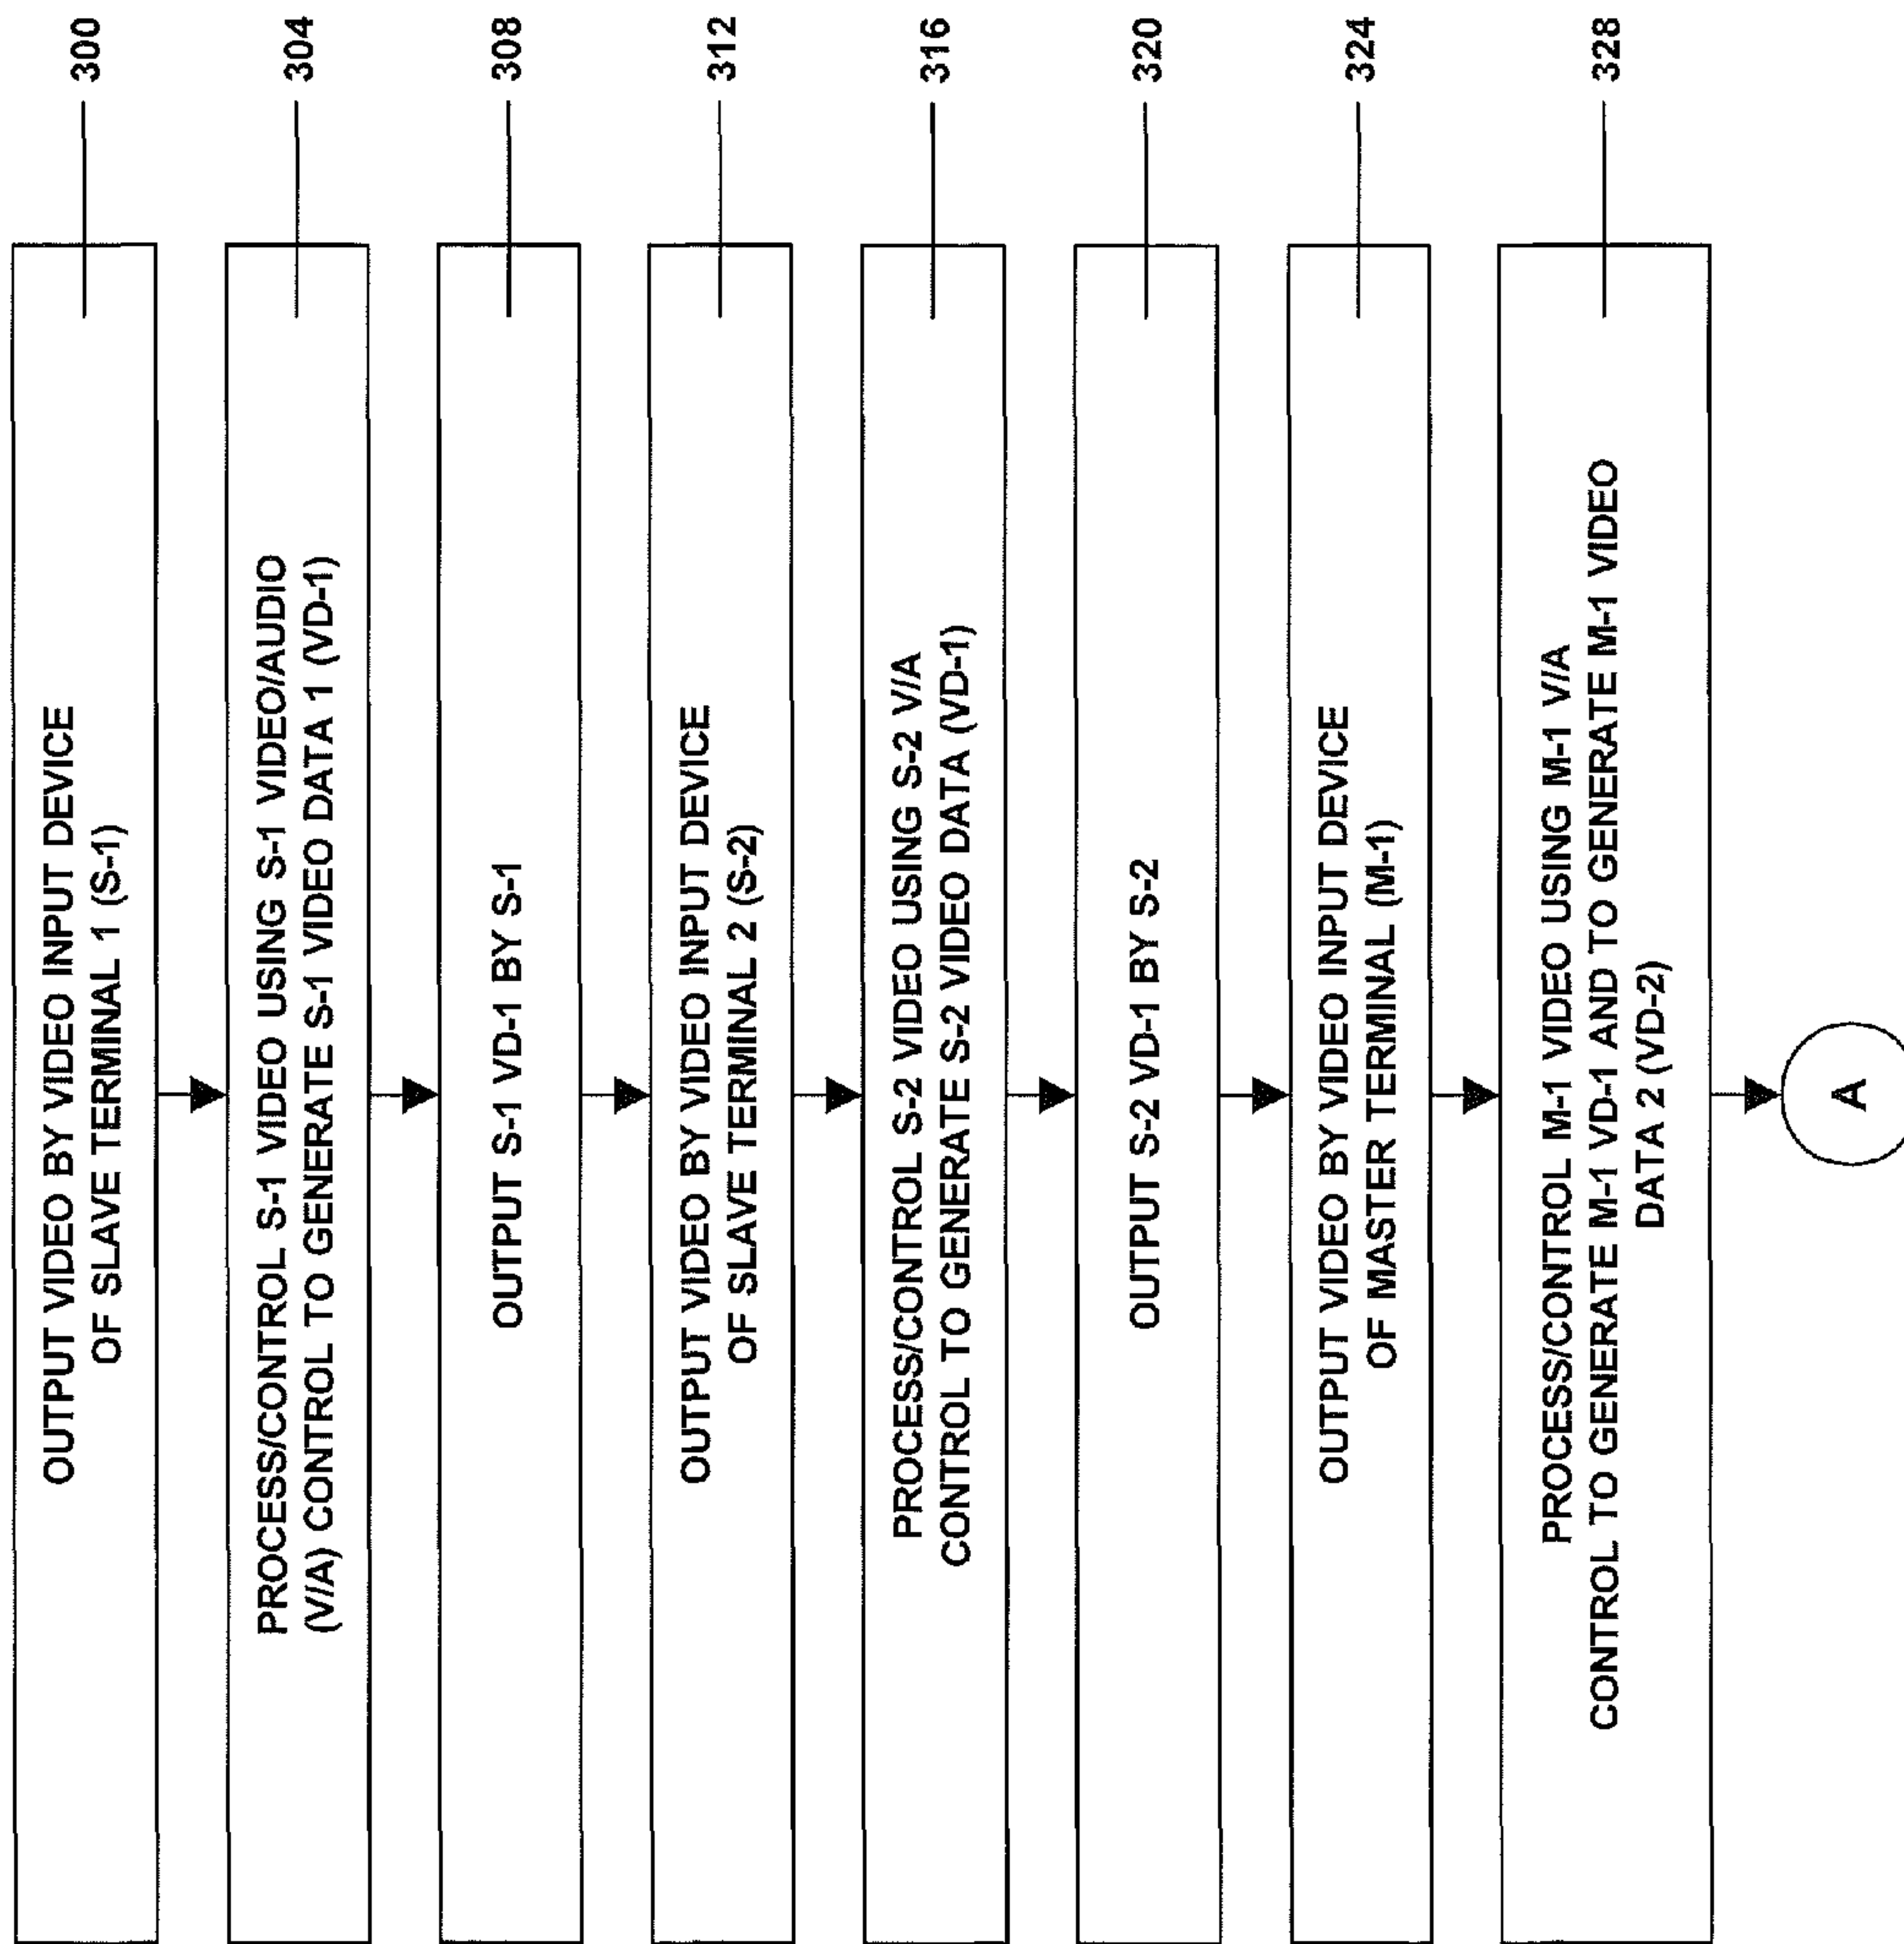 OUTPUT VIDEO BY VIDEO INPUT DEVICE
OF SLAVE TERMINAL 1 (S-1)
300
PROCESS/CONTROL S-1 VIDEO USING S-1 VIDEO/AUDIO
(V/A) CONTROL TO GENERATE S-1 VIDEO DATA 1 (VD-1)
304
OUTPUT S-1 VD-1 BY S-1
308
OUTPUT VIDEO BY VIDEO INPUT DEVICE
OF SLAVE TERMINAL 2 (S-2)
312
PROCESS/CONTROL S-2 VIDEO USING S-2 V/A
CONTROL TO GENERATE S-2 VIDEO DATA (VD-1)
316
OUTPUT S-2 VD-1 BY S-2
320
OUTPUT VIDEO BY VIDEO INPUT DEVICE
OF MASTER TERMINAL (M-1)
324
PROCESS/CONTROL M-1 VIDEO USING M-1 V/A
CONTROL TO GENERATE M-1 VD-1 AND TO GENERATE M-1 VIDEO
DATA 2 (VD-2)
328
A